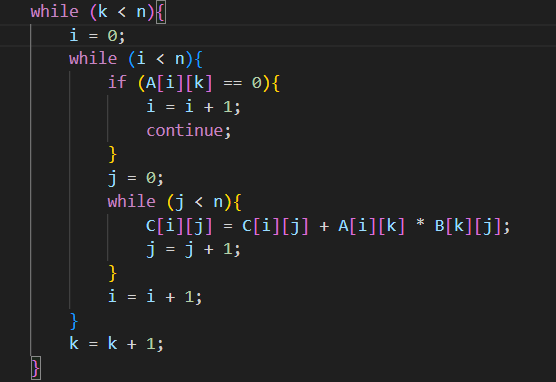 while (k < n){
    i = 0;
    while (i < n){
        if (A[i][k] == 0){
            i = i + 1;
            continue;
        }
        j = 0;
        while (j < n){
            C[i][j] = C[i][j] + A[i][k] * B[k][j];
            j = j + 1;
        }
        i = i + 1;
    }
    k = k + 1;
}